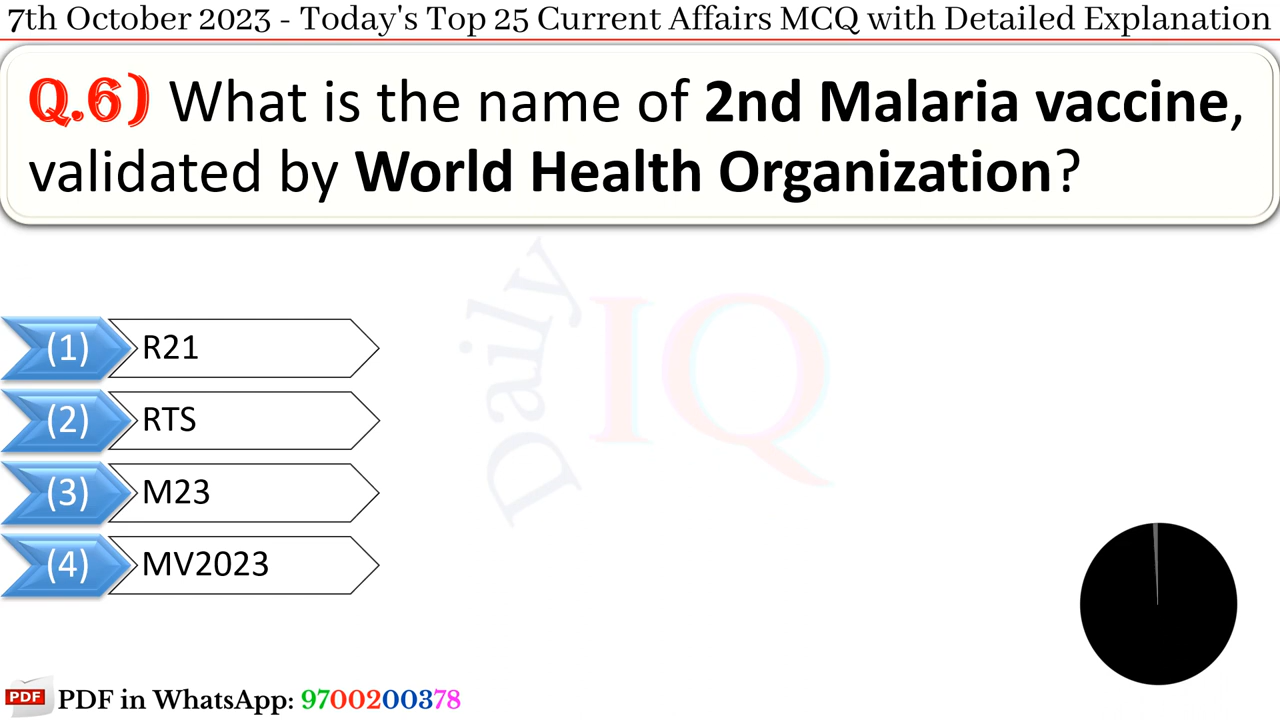 7th October 2023 - Today's Top 25 Current Affairs MCQ with Detailed Explanation
Q.6) What is the name of 2nd Malaria vaccine,
validated by World Health Organization?
Daily IQ
(1) R21
(2) RTS
(3) M23
(4) MV2023
PDF PDF in WhatsApp: 9700200378